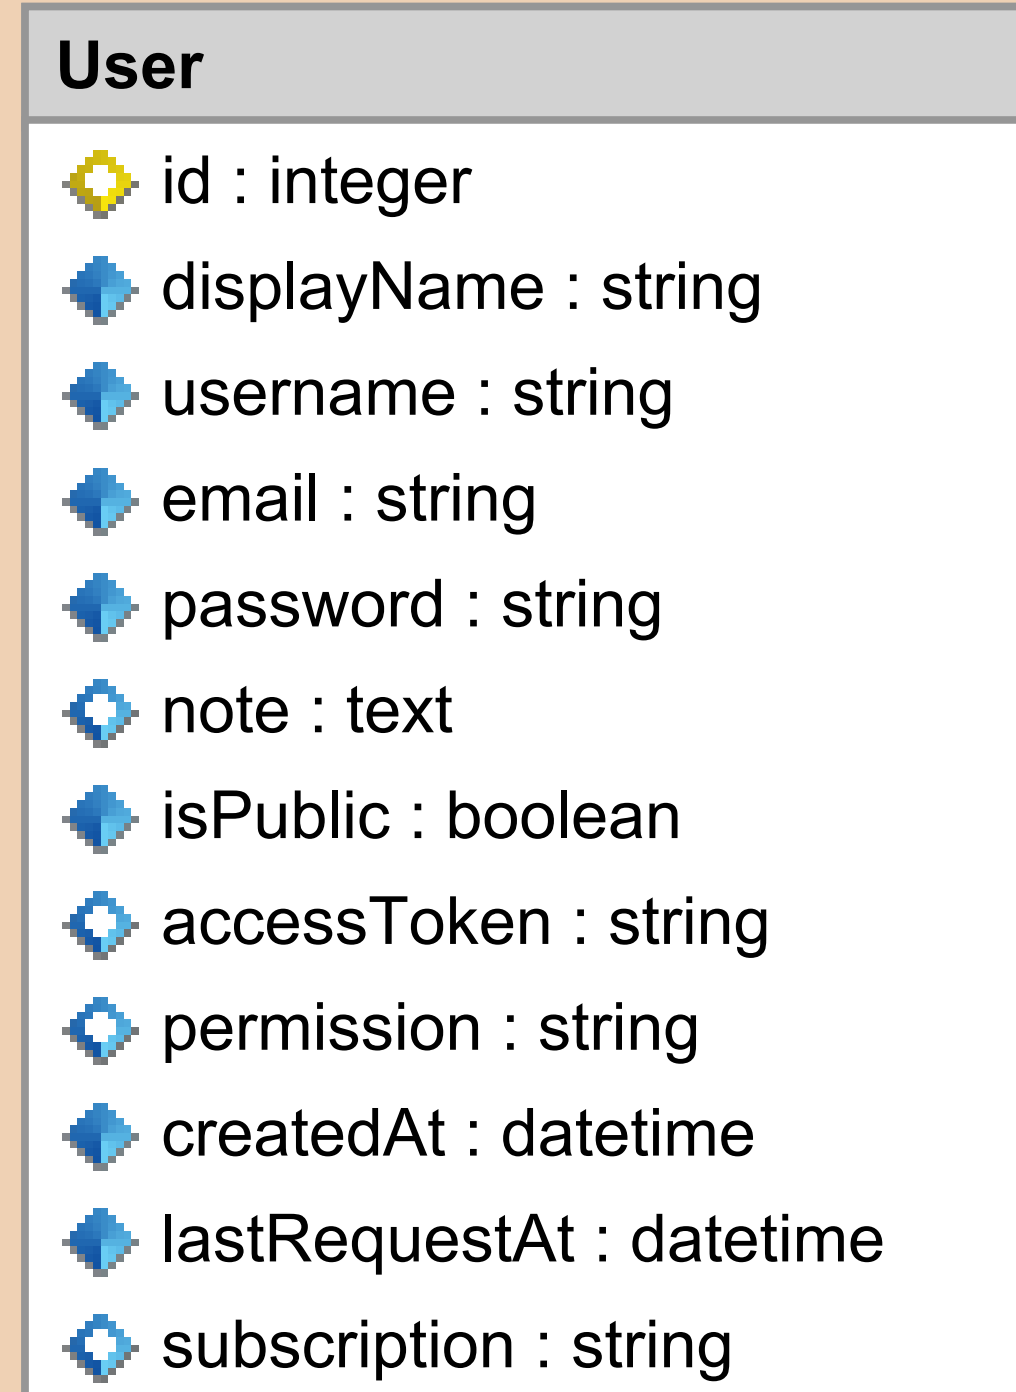 User
id : integer
displayName : string
username : string
email : string
password : string
note : text
isPublic : boolean
accessToken : string
permission : string
createdAt : datetime
lastRequestAt : datetime
subscription : string